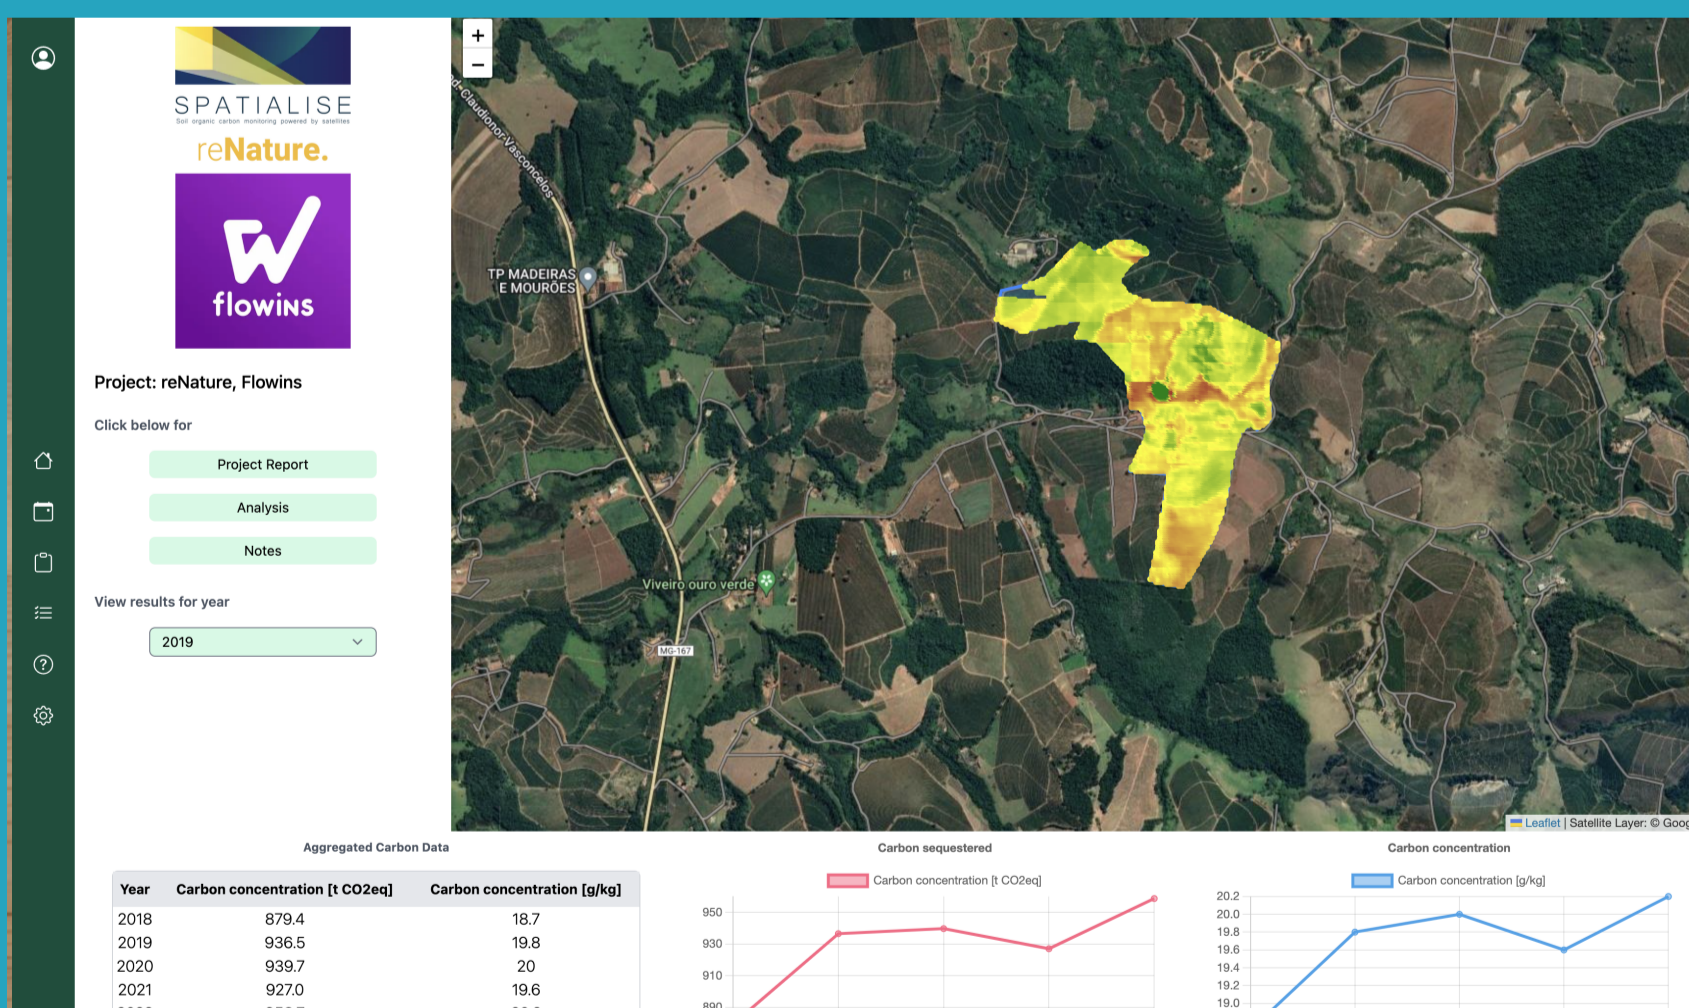 SPATIALISE
Soil organic carbon monitoring powered by satellites
reNature.
flowins
Project: reNature, Flowins
Click below for
Project Report
Analysis
Notes
View results for year
2019
+
−
ed. Claudionor Vasconcelos
TP MADEIRAS
E MOURÕES
Viveiro ouro verde
MG-167
Leaflet | Satellite Layer: © Goog
Aggregated Carbon Data
Year Carbon concentration [t CO2eq] Carbon concentration [g/kg]
2018 879.4 18.7
2019 936.5 19.8
2020 939.7 20
2021 927.0 19.6
Carbon sequestered
Carbon concentration [t CO2eq]
950
930
910
890
Carbon concentration
Carbon concentration [g/kg]
20.2
20.0
19.8
19.6
19.4
19.2
19.0